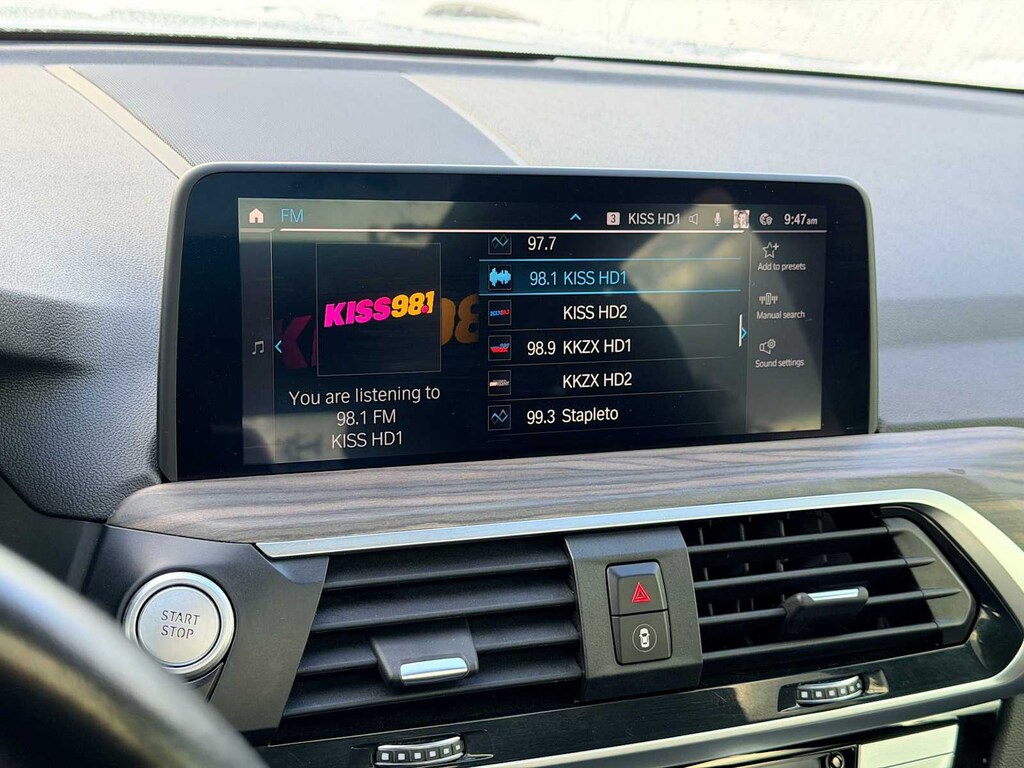 FM
3 KISS HD1 9:47am
97.7
98.1 KISS HD1
KISS HD2
98.9 KKZX HD1
KKZX HD2
99.3 Stapleto
KISS98.1
You are listening to
98.1 FM
KISS HD1
Add to presets
Manual search
Sound settings
START
STOP